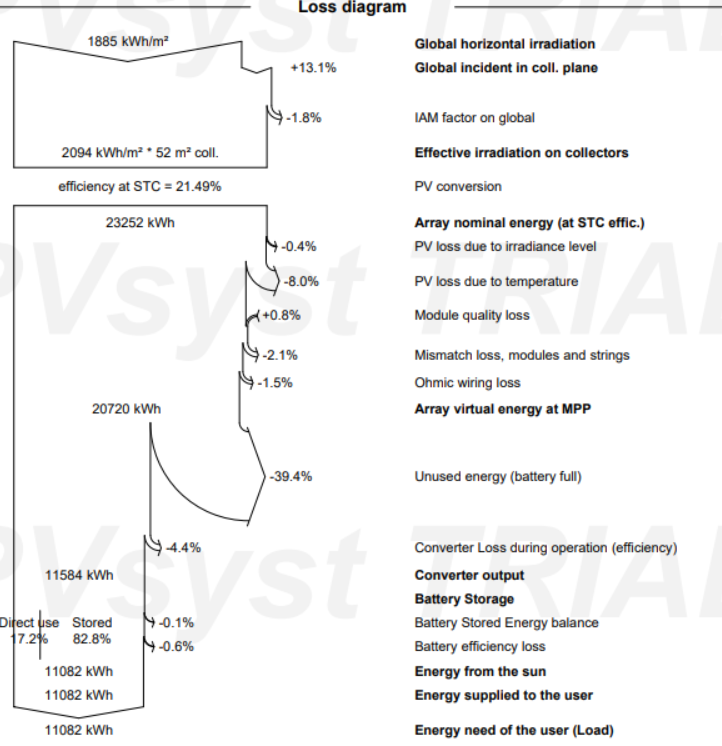 Loss diagram
1885 kWh/m² Global horizontal irradiation
+13.1% Global incident in coll. plane
-1.8% IAM factor on global
2094 kWh/m² * 52 m² coll. Effective irradiation on collectors
efficiency at STC = 21.49% PV conversion
23252 kWh Array nominal energy (at STC effic.)
-0.4% PV loss due to irradiance level
-8.0% PV loss due to temperature
+0.8% Module quality loss
-2.1% Mismatch loss, modules and strings
-1.5% Ohmic wiring loss
20720 kWh Array virtual energy at MPP
-39.4% Unused energy (battery full)
-4.4% Converter Loss during operation (efficiency)
11584 kWh Converter output
Battery Storage
Direct use Stored -0.1% Battery Stored Energy balance
17.2% 82.8% -0.6% Battery efficiency loss
11082 kWh Energy from the sun
11082 kWh Energy supplied to the user
11082 kWh Energy need of the user (Load)
PVsyst TRIAL
PVsyst TRIAL
PVsyst TRIAL